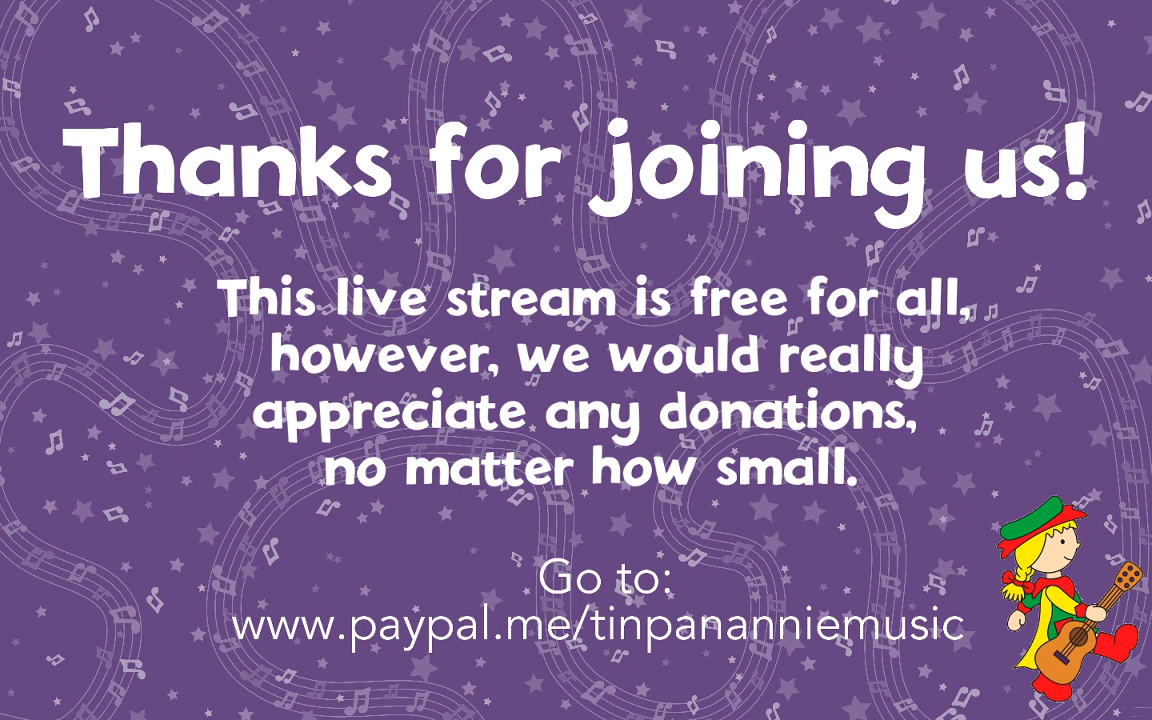 Thanks for joining us!
This live stream is free for all,
however, we would really
appreciate any donations,
no matter how small.
Go to:
www.paypal.me/tinpananniemusic